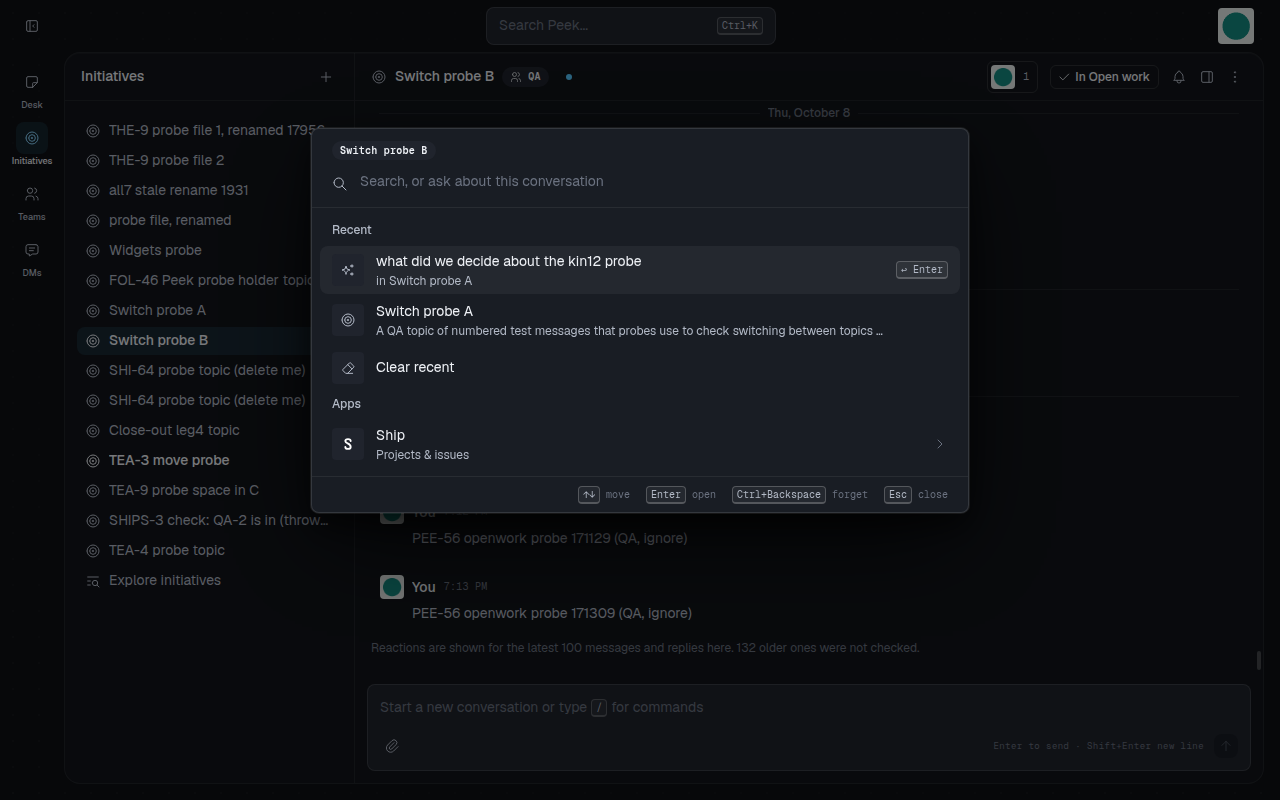 Search Peek...
Ctrl+K
Desk
Initiatives
Teams
DMs
Initiatives
THE-9 probe file 1, renamed
THE-9 probe file 2
all7 stale rename 1931
probe file, renamed
Widgets probe
FOL-46 Peek probe holder
Switch probe A
Switch probe B
SHI-64 probe topic (delete me)
SHI-64 probe topic (delete me)
Close-out leg4 topic
TEA-3 move probe
TEA-9 probe space in C
SHIPS-3 check: QA-2 is in (throw...
TEA-4 probe topic
Explore initiatives
Switch probe B
QA
1
In Open work
Thu, October 8
Switch probe B
Search, or ask about this conversation
Recent
what did we decide about the kin12 probe
in Switch probe A
↩ Enter
Switch probe A
A QA topic of numbered test messages that probes use to check switching between topics …
Clear recent
Apps
S
Ship
Projects & issues
↑↓ move
Enter open
Ctrl+Backspace forget
Esc close
PEE-56 openwork probe 171129 (QA, ignore)
You 7:13 PM
PEE-56 openwork probe 171309 (QA, ignore)
Reactions are shown for the latest 100 messages and replies here. 132 older ones were not checked.
Start a new conversation or type / for commands
Enter to send · Shift+Enter new line